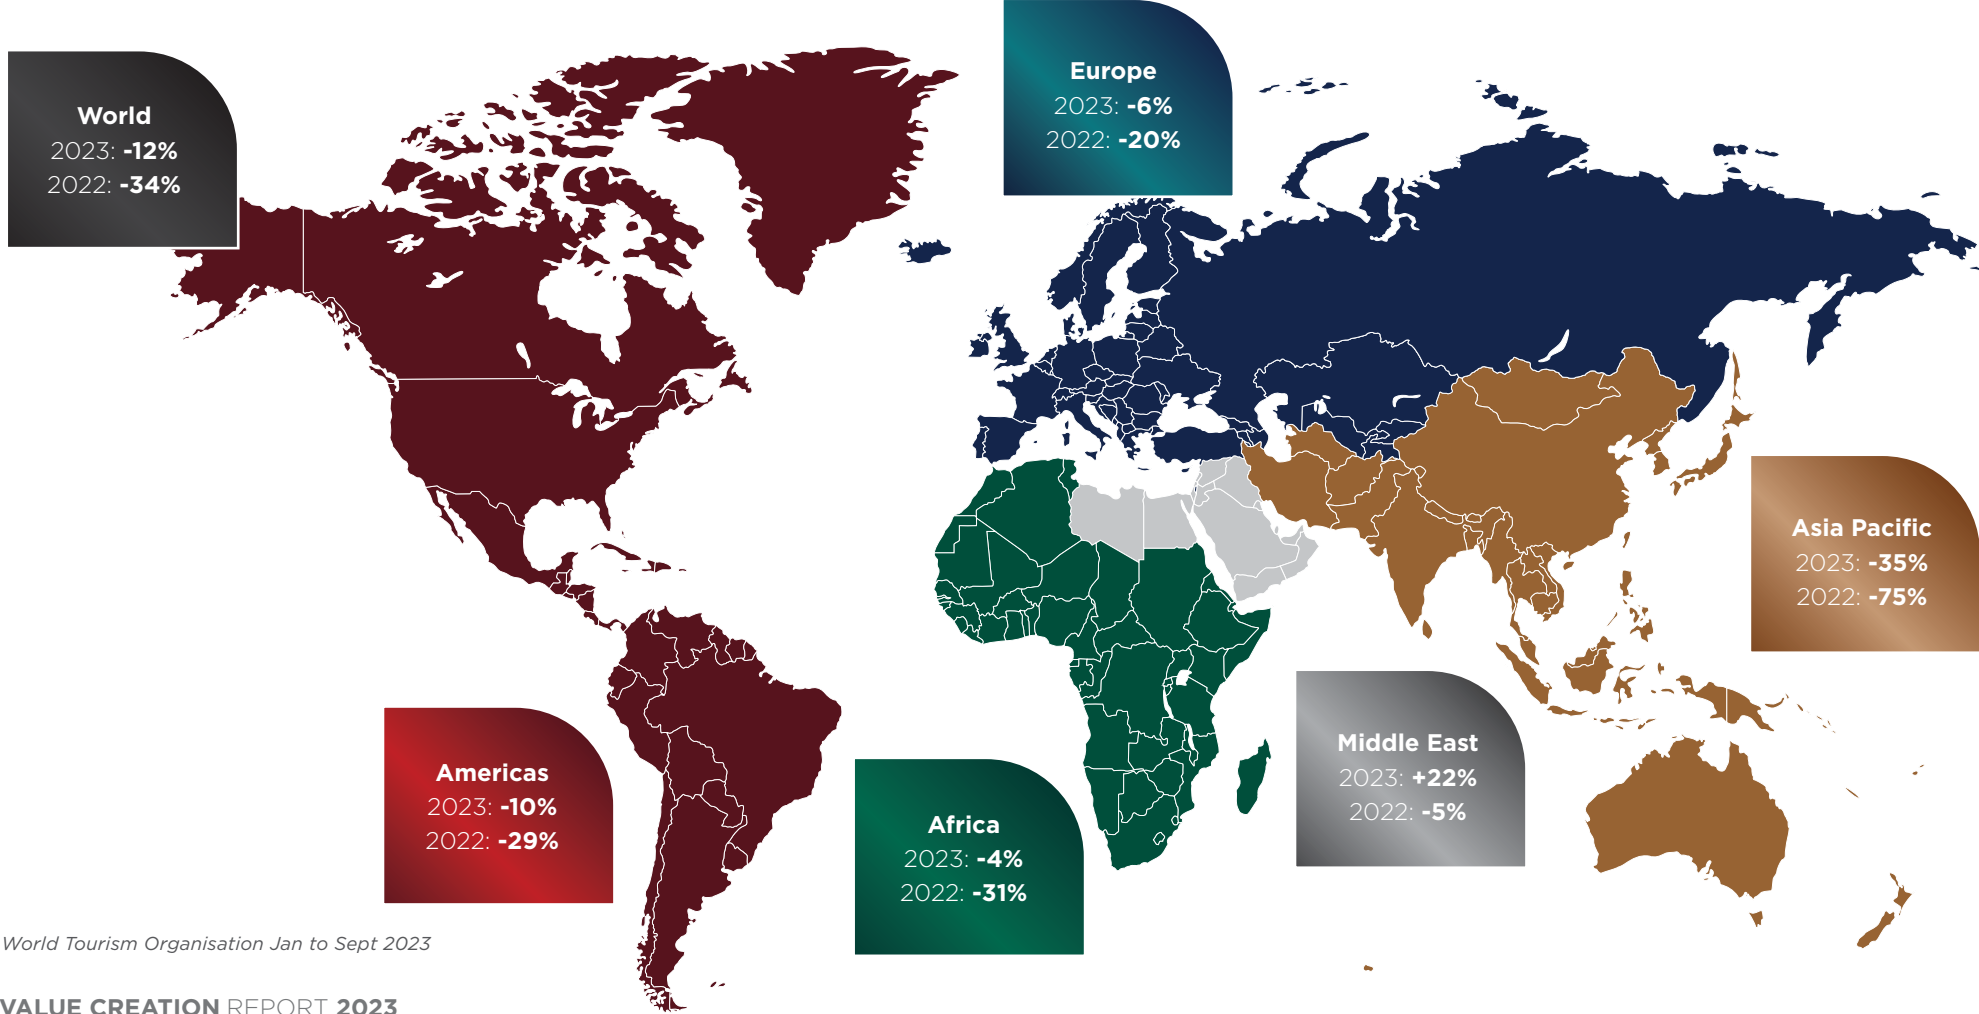 World
2023: -12%
2022: -34%
Europe
2023: -6%
2022: -20%
Asia Pacific
2023: -35%
2022: -75%
Middle East
2023: +22%
2022: -5%
Americas
2023: -10%
2022: -29%
Africa
2023: -4%
2022: -31%
World Tourism Organisation Jan to Sept 2023
VALUE CREATION REPORT 2023